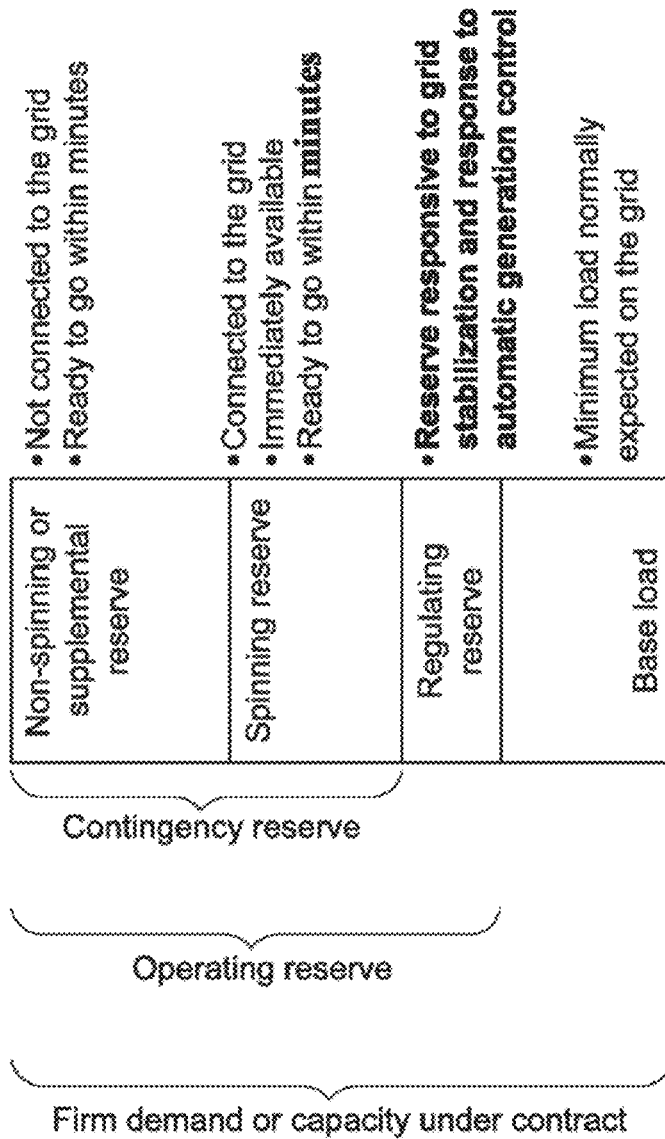 Firm demand or capacity under contract
Operating reserve
Contingency reserve
Non-spinning or
supplemental
reserve
• Not connected to the grid
• Ready to go within minutes
Spinning reserve
• Connected to the grid
• Immediately available
• Ready to go within minutes
Regulating
reserve
• Reserve responsive to grid
stabilization and response to
automatic generation control
Base load
• Minimum load normally
expected on the grid